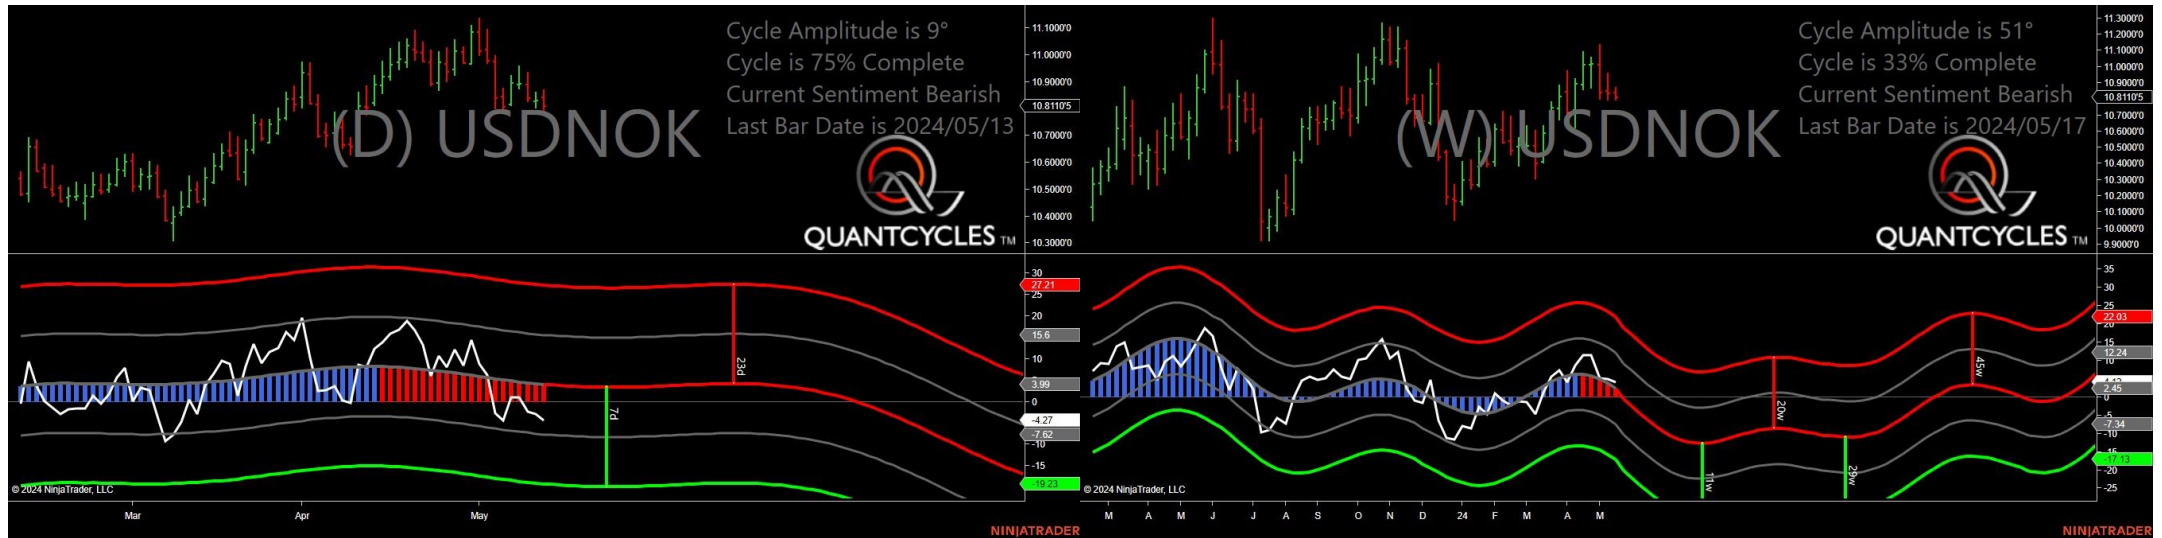 Cycle Amplitude is 9°
Cycle is 75% Complete
Current Sentiment Bearish
Last Bar Date is 2024/05/13
(D) USDNOK
QUANTCYCLES TM
11.1000'0
11.0000'0
10.9000'0
10.8110'5
10.7000'0
10.6000'0
10.5000'0
10.4000'0
10.3000'0
30
27.21
25
20
15.6
10
3.99
0
-4.27
-7.62
-10
-15
-19.23
23d
7d
© 2024 NinjaTrader, LLC
Mar Apr May
NINJATRADER
Cycle Amplitude is 51°
Cycle is 33% Complete
Current Sentiment Bearish
Last Bar Date is 2024/05/17
(W) USDNOK
QUANTCYCLES TM
11.3000'0
11.2000'0
11.1000'0
11.0000'0
10.9000'0
10.8110'5
10.7000'0
10.6000'0
10.5000'0
10.4000'0
10.3000'0
10.2000'0
10.1000'0
10.0000'0
9.9000'0
35
30
25
22.03
20
15
12.24
10
2.45
0
-5
-7.34
-10
-17.13
-20
-25
11w
20w
29w
45w
© 2024 NinjaTrader, LLC
M A M J J A S O N D 24 F M A M
NINJATRADER